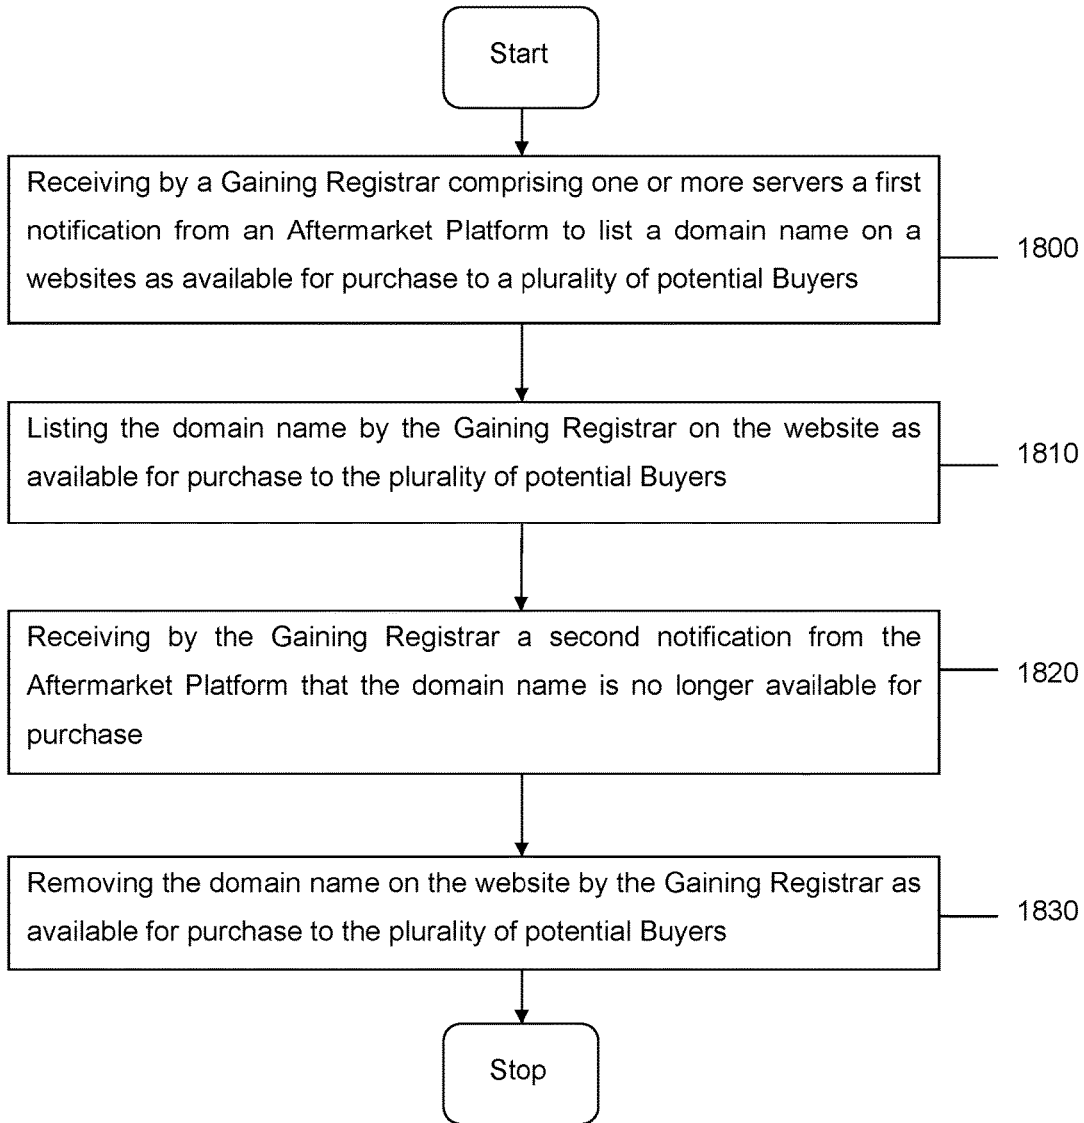 Start
Receiving by a Gaining Registrar comprising one or more servers a first
notification from an Aftermarket Platform to list a domain name on a
websites as available for purchase to a plurality of potential Buyers
1800
Listing the domain name by the Gaining Registrar on the website as
available for purchase to the plurality of potential Buyers
1810
Receiving by the Gaining Registrar a second notification from the
Aftermarket Platform that the domain name is no longer available for
purchase
1820
Removing the domain name on the website by the Gaining Registrar as
available for purchase to the plurality of potential Buyers
1830
Stop